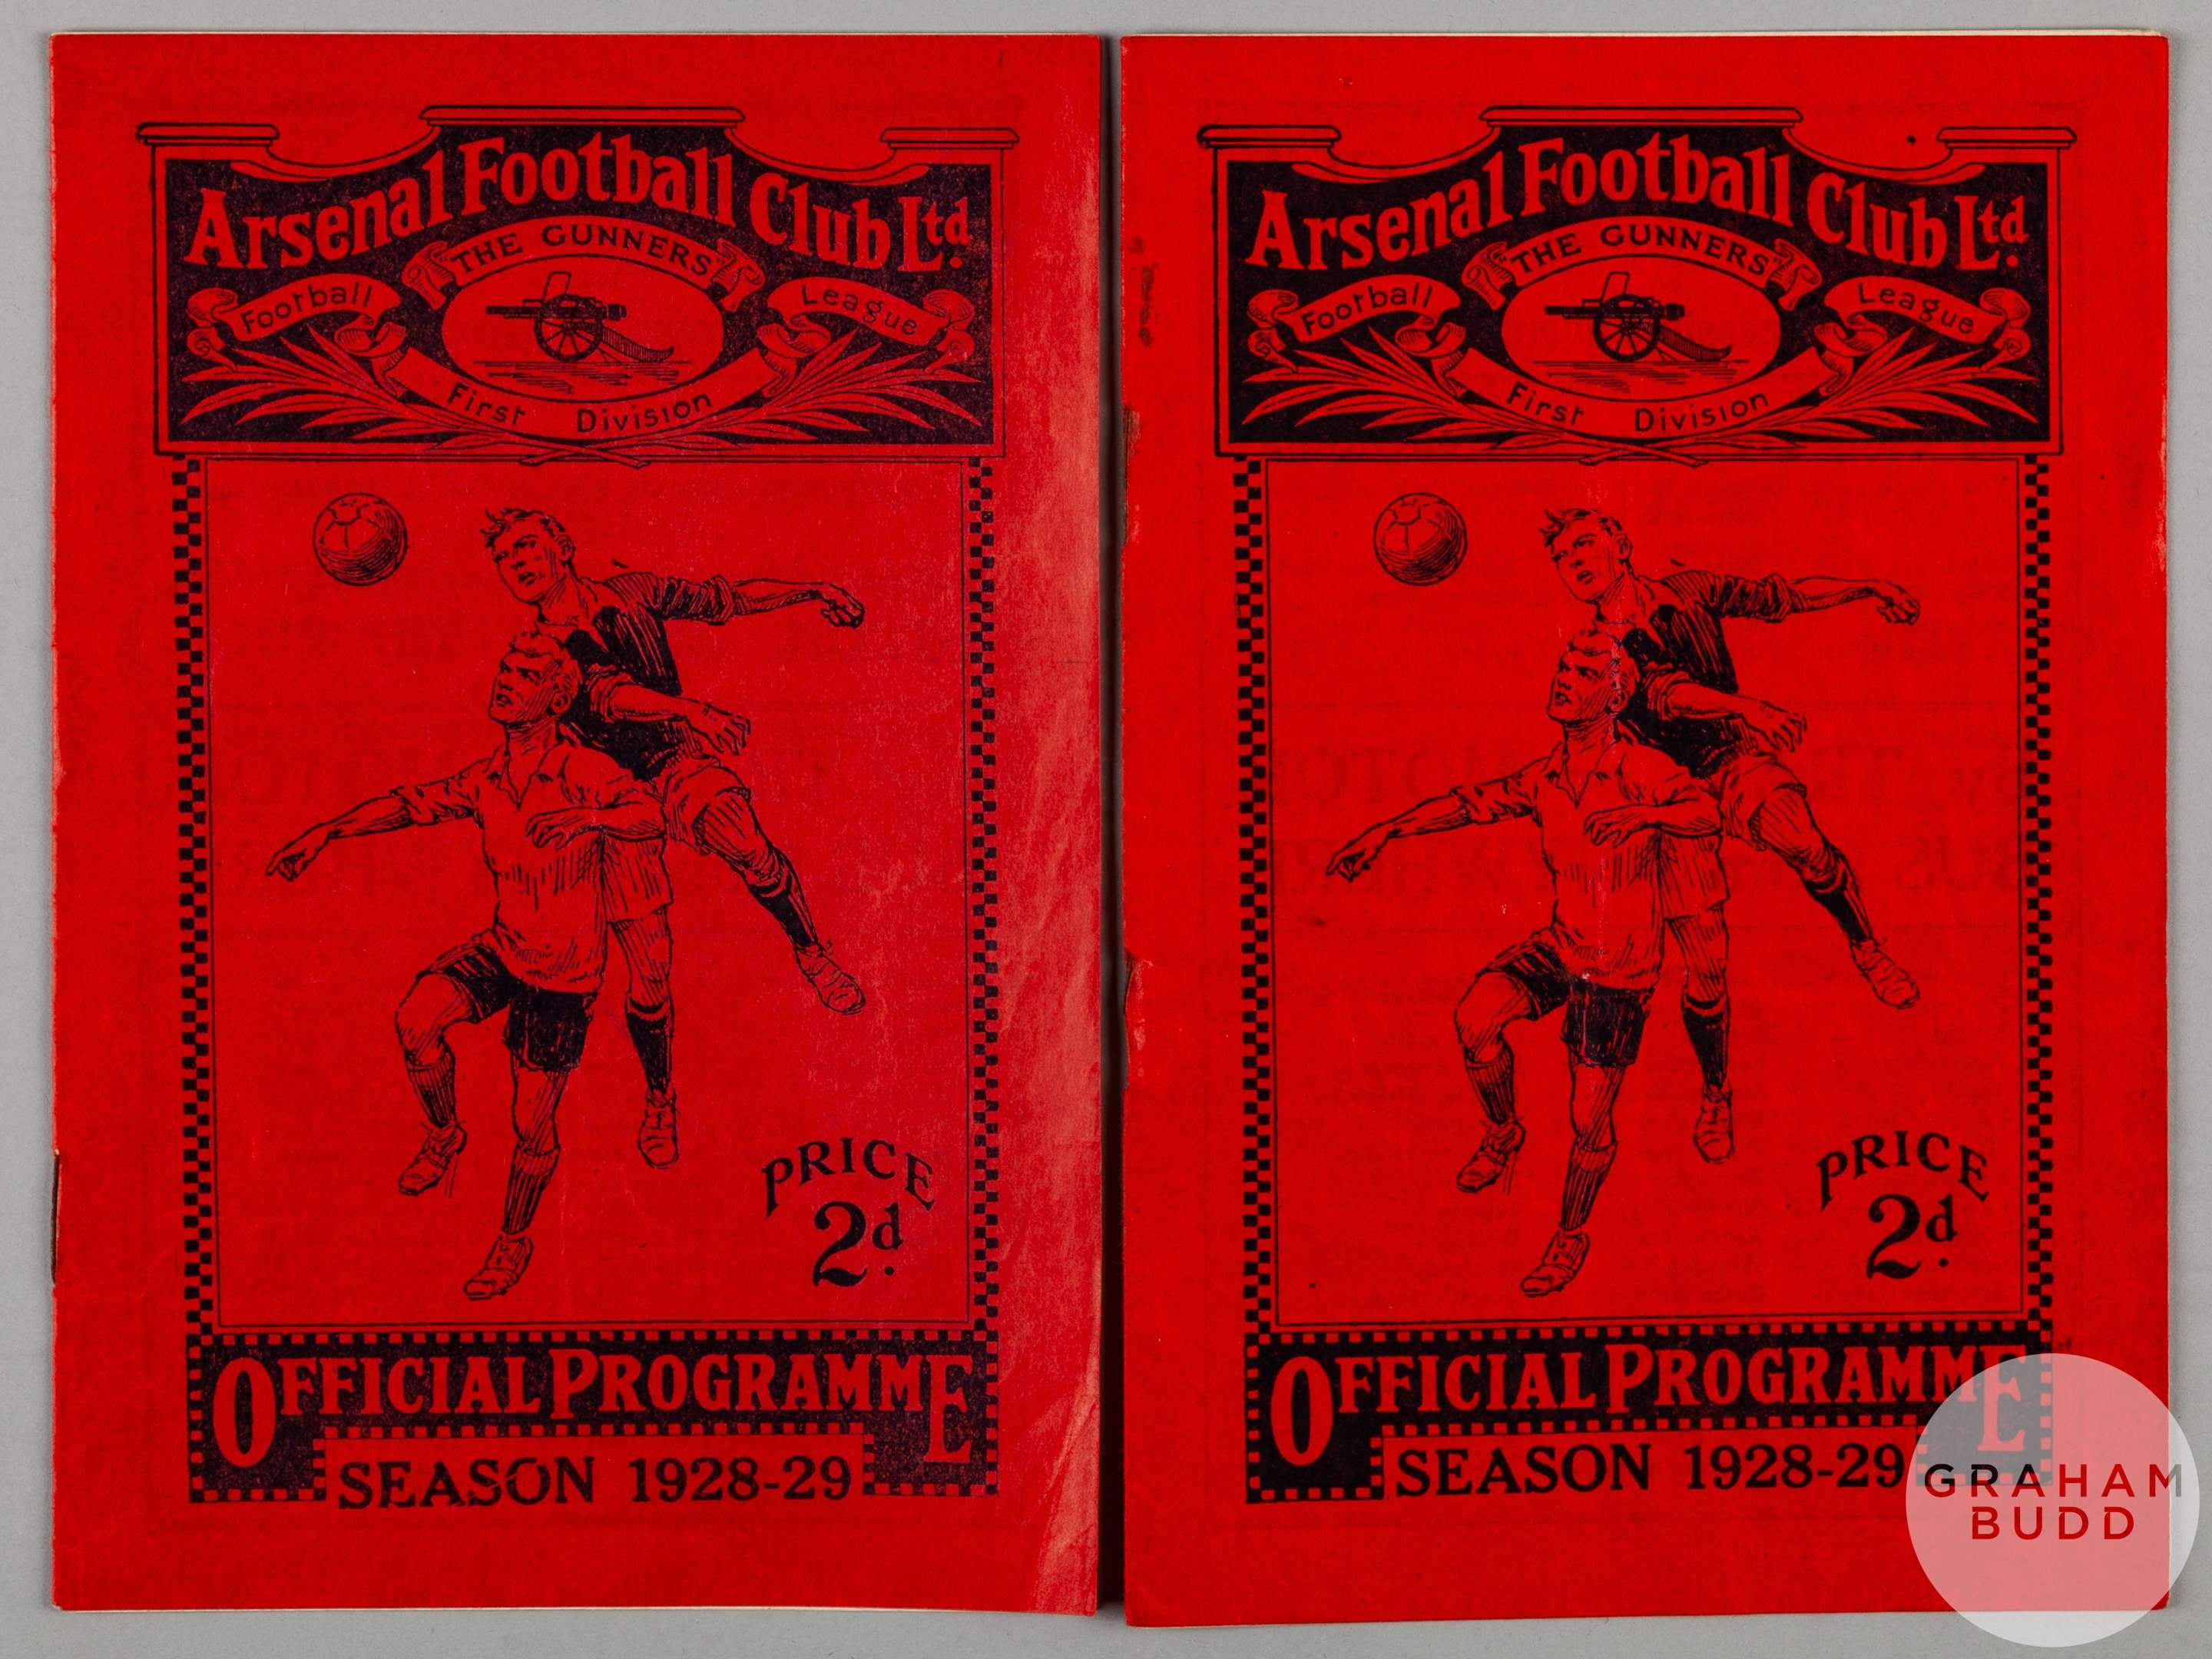 Arsenal Football Club Ltd.
THE GUNNERS
Football League
First Division
PRICE
2d.
OFFICIAL PROGRAMME
SEASON 1928-29
Arsenal Football Club Ltd.
THE GUNNERS
Football League
First Division
PRICE
2d.
OFFICIAL PROGRAMME
SEASON 1928-29
GRAHAM
BUDD